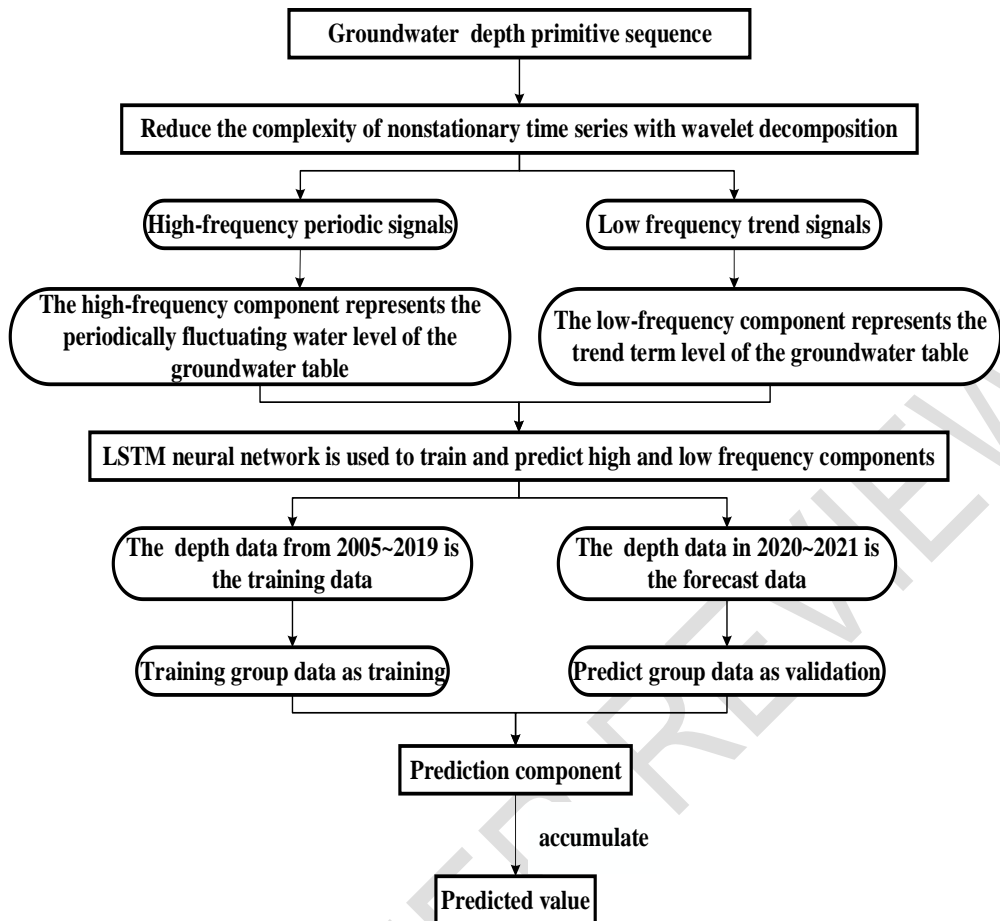 Groundwater depth primitive sequence
Reduce the complexity of nonstationary time series with wavelet decomposition
High-frequency periodic signals
Low frequency trend signals
The high-frequency component represents the
periodically fluctuating water level of the
groundwater table
The low-frequency component represents the
trend term level of the groundwater table
LSTM neural network is used to train and predict high and low frequency components
The depth data from 2005~2019 is
the training data
The depth data in 2020~2021 is
the forecast data
Training group data as training
Predict group data as validation
Prediction component
accumulate
Predicted value
REVIEW